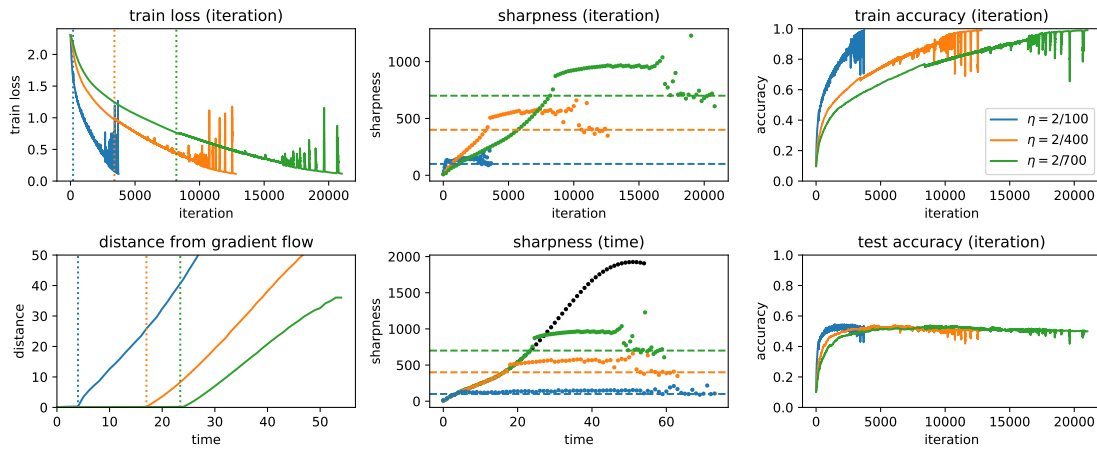 train loss (iteration)
train loss
2.0
1.5
1.0
0.5
0.0
0 5000 10000 15000 20000
iteration
sharpness (iteration)
sharpness
1000
500
0
0 5000 10000 15000 20000
iteration
train accuracy (iteration)
accuracy
1.0
0.8
0.6
0.4
0.2
0.0
η = 2/100
η = 2/400
η = 2/700
0 5000 10000 15000 20000
iteration
distance from gradient flow
distance
50
40
30
20
10
0
0 10 20 30 40 50
time
sharpness (time)
sharpness
2000
1500
1000
500
0
0 20 40 60
time
test accuracy (iteration)
accuracy
1.0
0.8
0.6
0.4
0.2
0.0
0 5000 10000 15000 20000
iteration